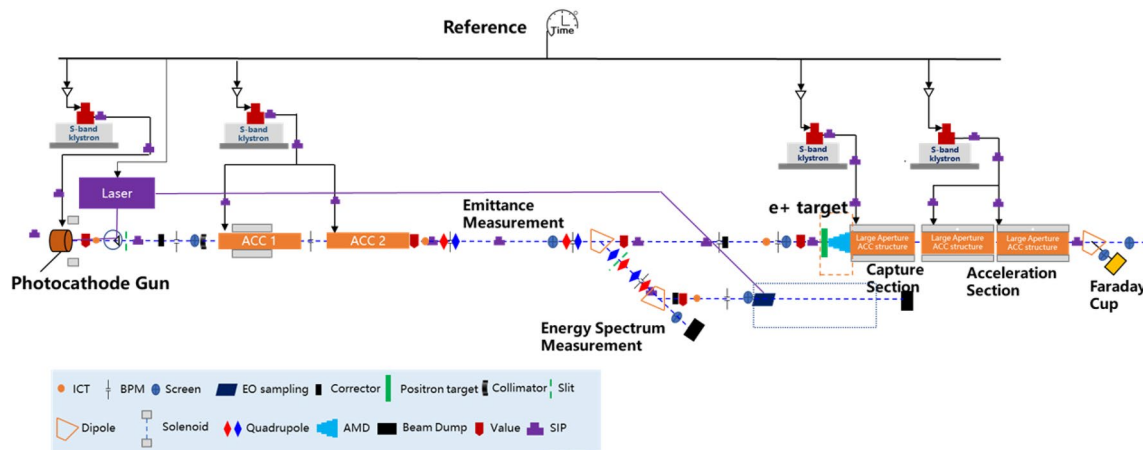 Reference
Time
S-band
klystron
S-band
klystron
S-band
klystron
S-band
klystron
Laser
Emittance
Measurement
e+ target
ACC 1
ACC 2
Large Aperture
ACC structure
Large Aperture
ACC structure
Large Aperture
ACC structure
Photocathode Gun
Capture
Section
Acceleration
Section
Faraday
Cup
Energy Spectrum
Measurement
ICT
BPM
Screen
EO sampling
Corrector
Positron target
Collimator
Slit
Dipole
Solenoid
Quadrupole
AMD
Beam Dump
Value
SIP